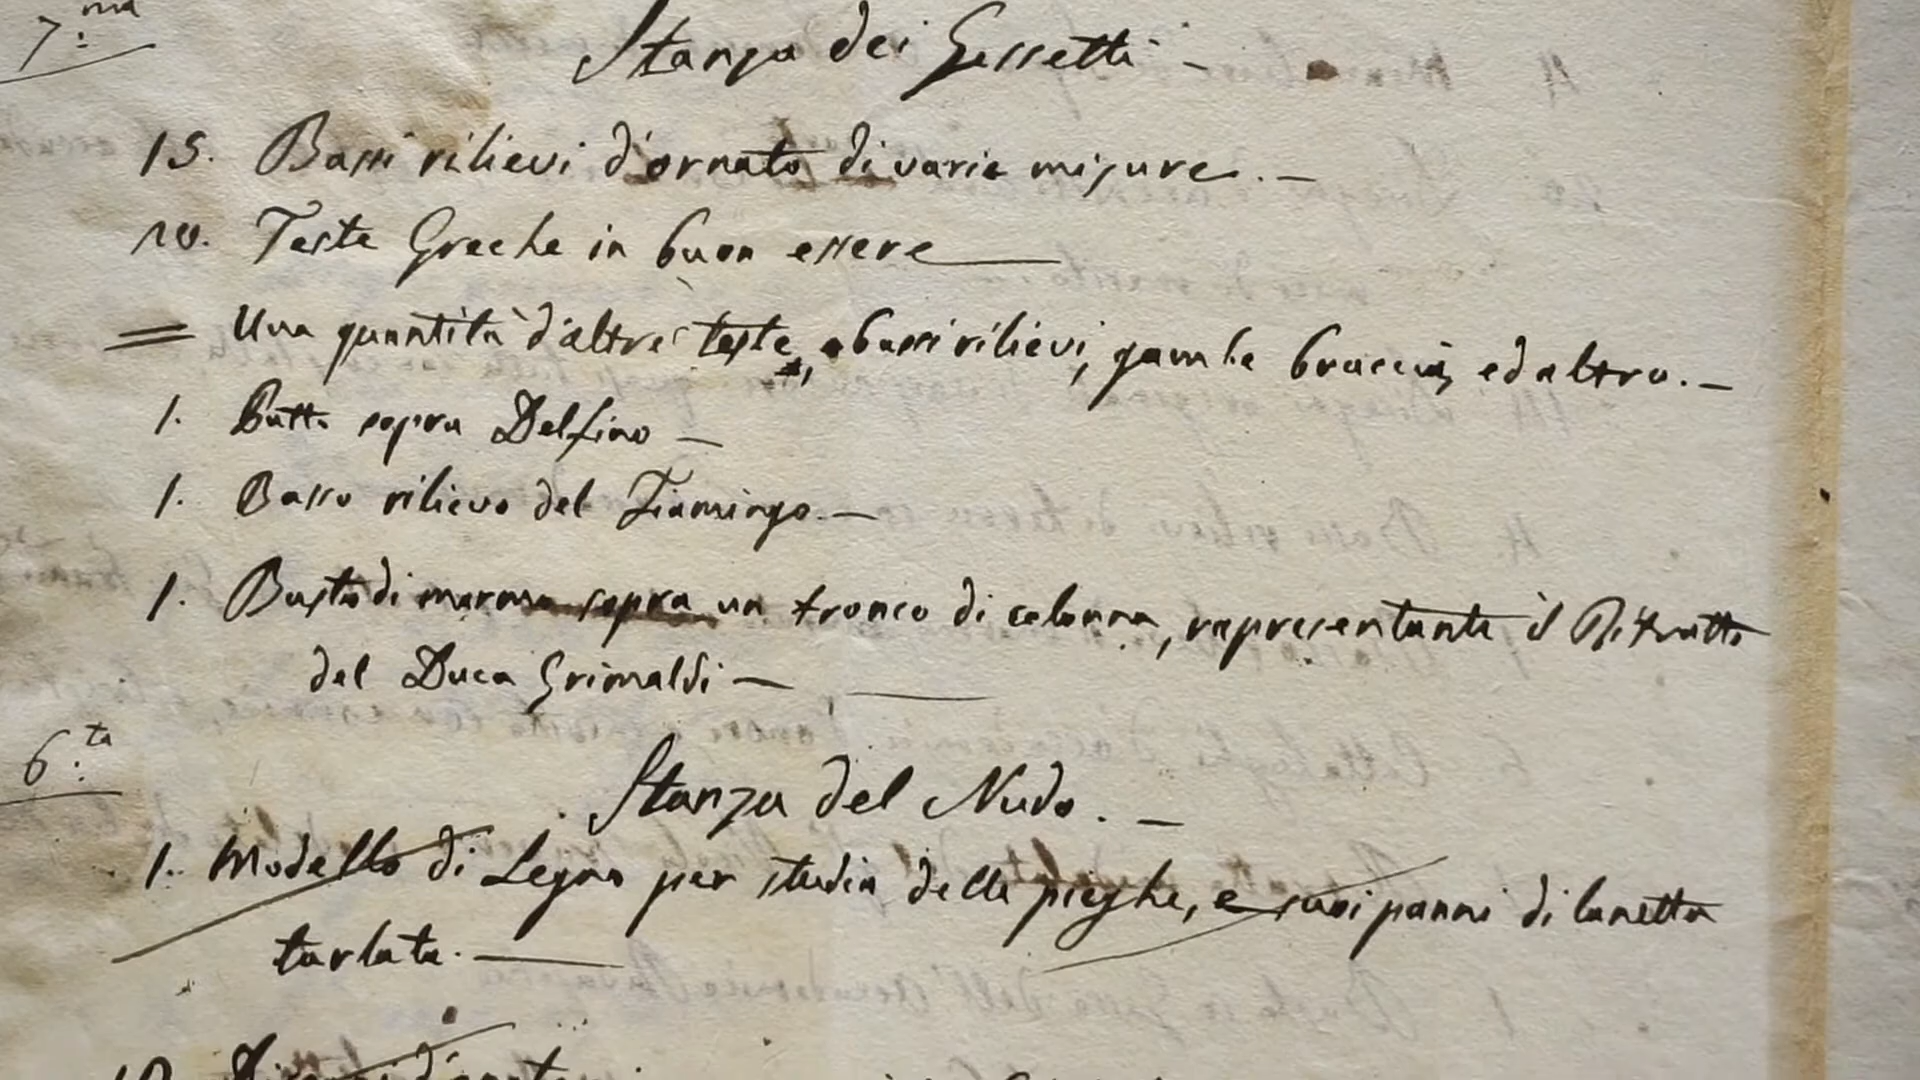 7:ma
Stanza dei Gessetti -
15. Bassi rilievi d'ornato di varie misure. -
10. Teste Greche in buon essere
= Una quantità d'altre teste, bassi rilievi, gambe braccia, ed altro. -
1. Putto sopra Delfino -
1. Basso rilievo del Fiamingo. -
1. Busto di marmo sopra un tronco di colonna, rapresentante il Ritratto
del Duca Grimaldi -
6:ta
Stanza del Nudo. -
1. Modello di Legno per studio delle pieghe, e suoi panni di lanetta
tarlata. -